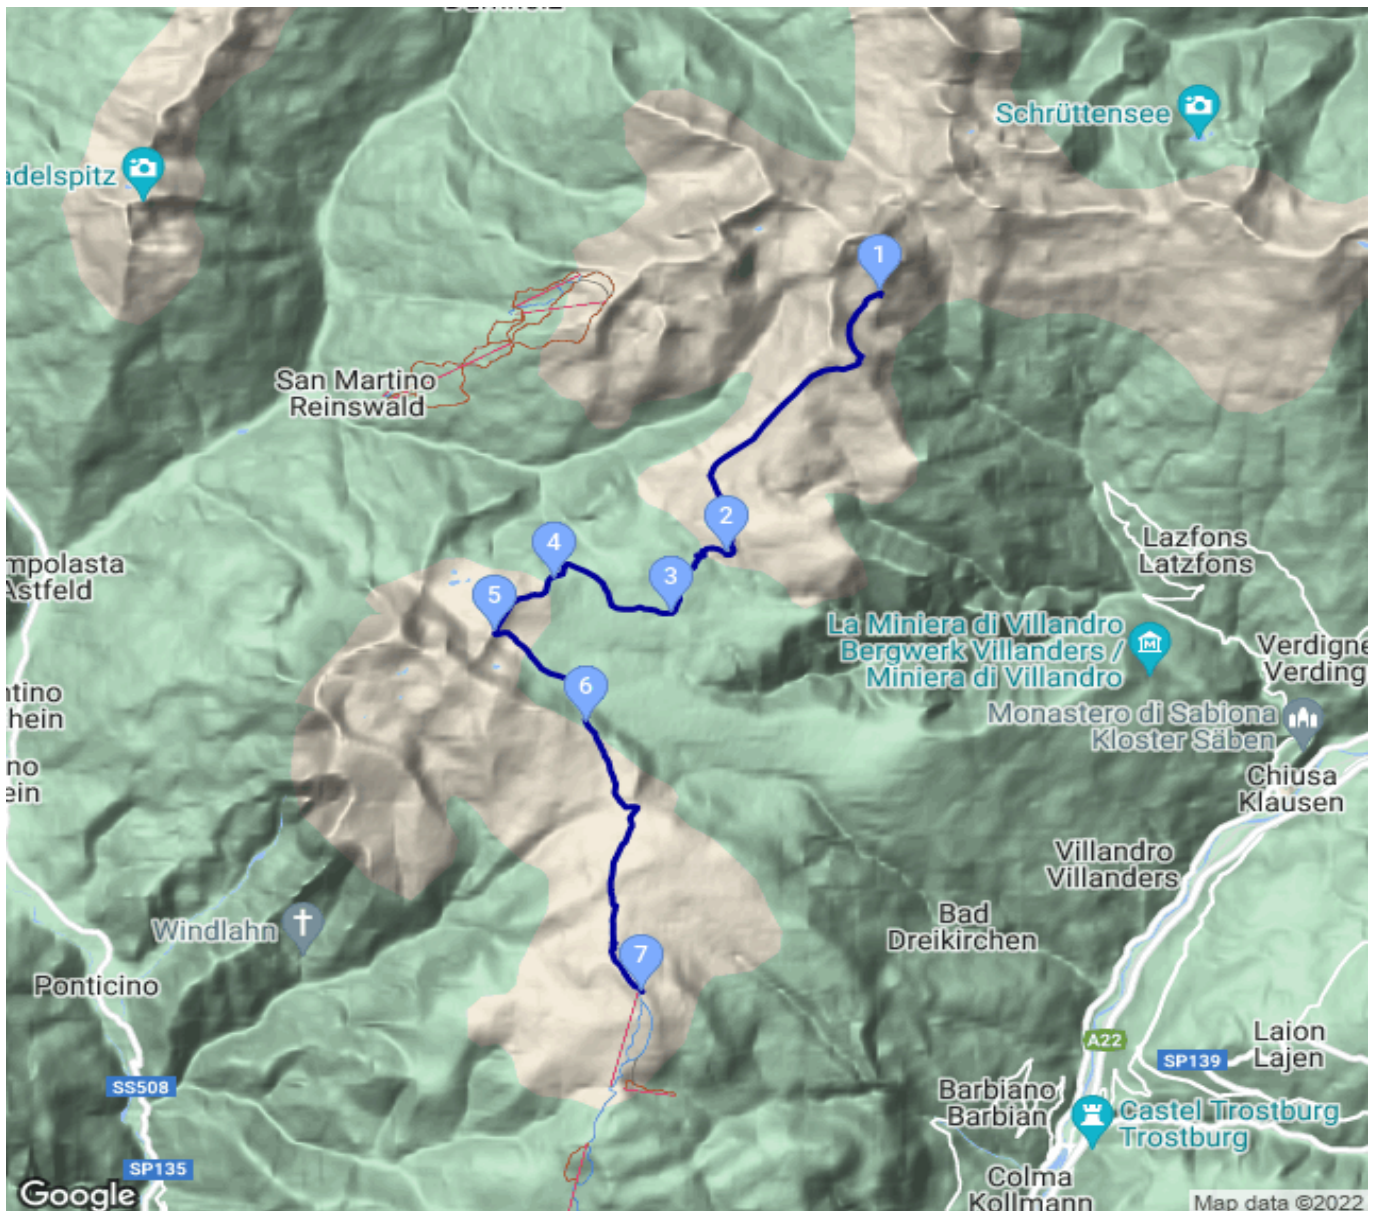 Schrüttensee
adelspitz
1
San Martino
Reinswald
2
Lazfons
Latzfons
4
mpolasta
Astfeld
3
5
La Miniera di Villandro
Bergwerk Villanders /
Miniera di Villandro
Verdigne
Verding
6
ntino
hein
Monastero di Sabiona
Kloster Säben
no
ein
Chiusa
Klausen
Villandro
Villanders
Windlahn
Bad
Dreikirchen
7
Ponticino
A22
Laion
Lajen
SP139
SS508
Barbiano
Barbian
Castel Trostburg
Trostburg
SP135
Colma
Kollmann
Google
Map data ©2022